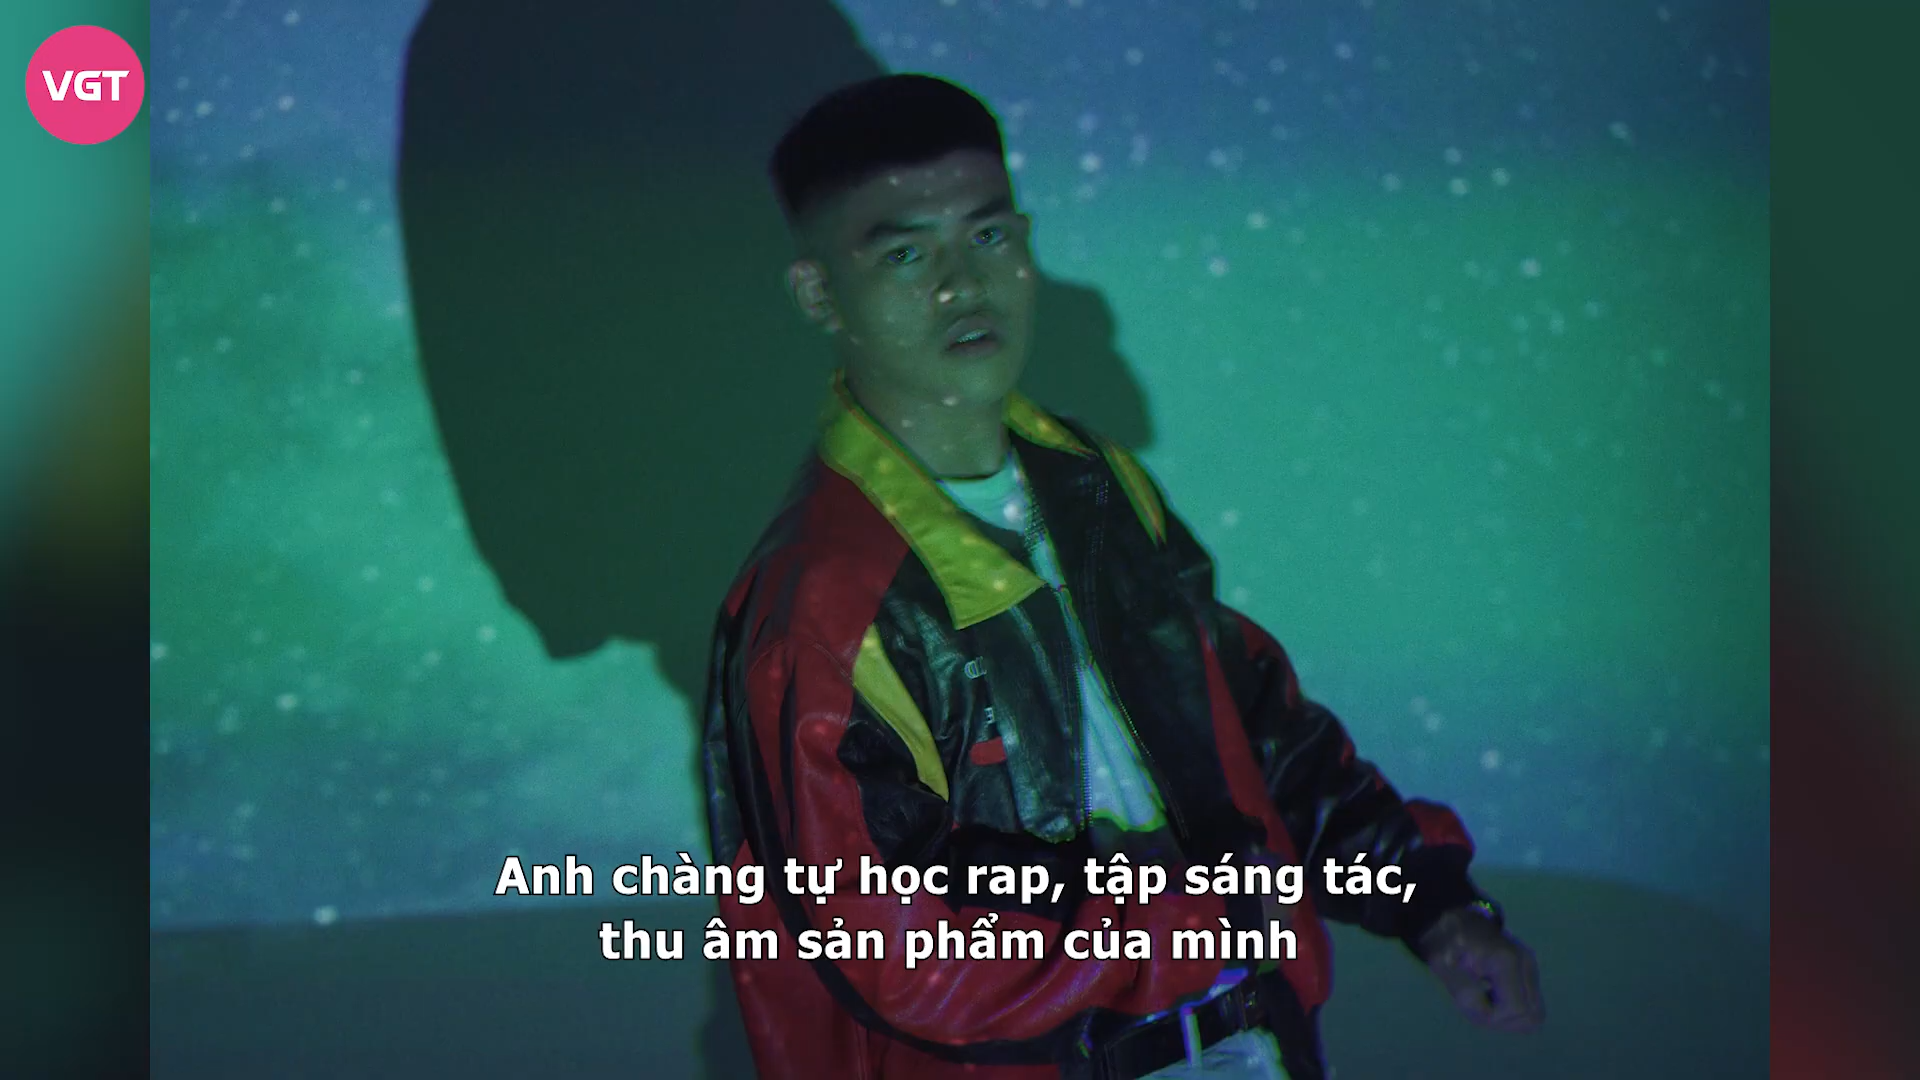 VGT
Anh chàng tự học rap, tập sáng tác,
thu âm sản phẩm của mình